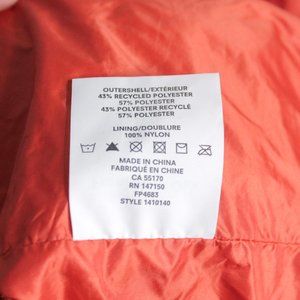 OUTERSHELL/EXTÉRIEUR
43% RECYCLED POLYESTER
57% POLYESTER
43% POLYESTER RECYCLÉ
57% POLYESTER
LINING/DOUBLURE
100% NYLON
MADE IN CHINA
FABRIQUÉ EN CHINE
CA 55170
RN 147150
FP4683
STYLE 1410140